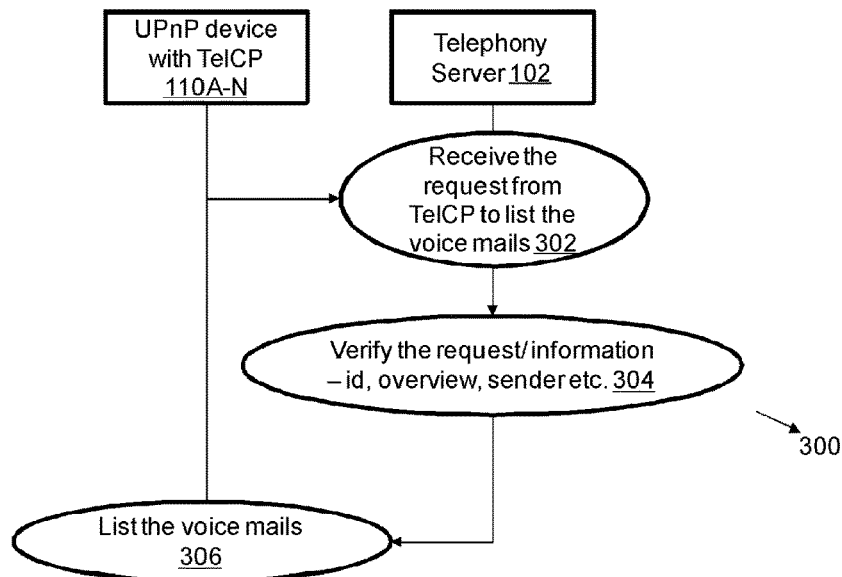 UPnP device
with TelCP
110A-N
Telephony
Server 102
Receive the
request from
TelCP to list the
voice mails 302
Verify the request/information
– id, overview, sender etc. 304
300
List the voice mails
306